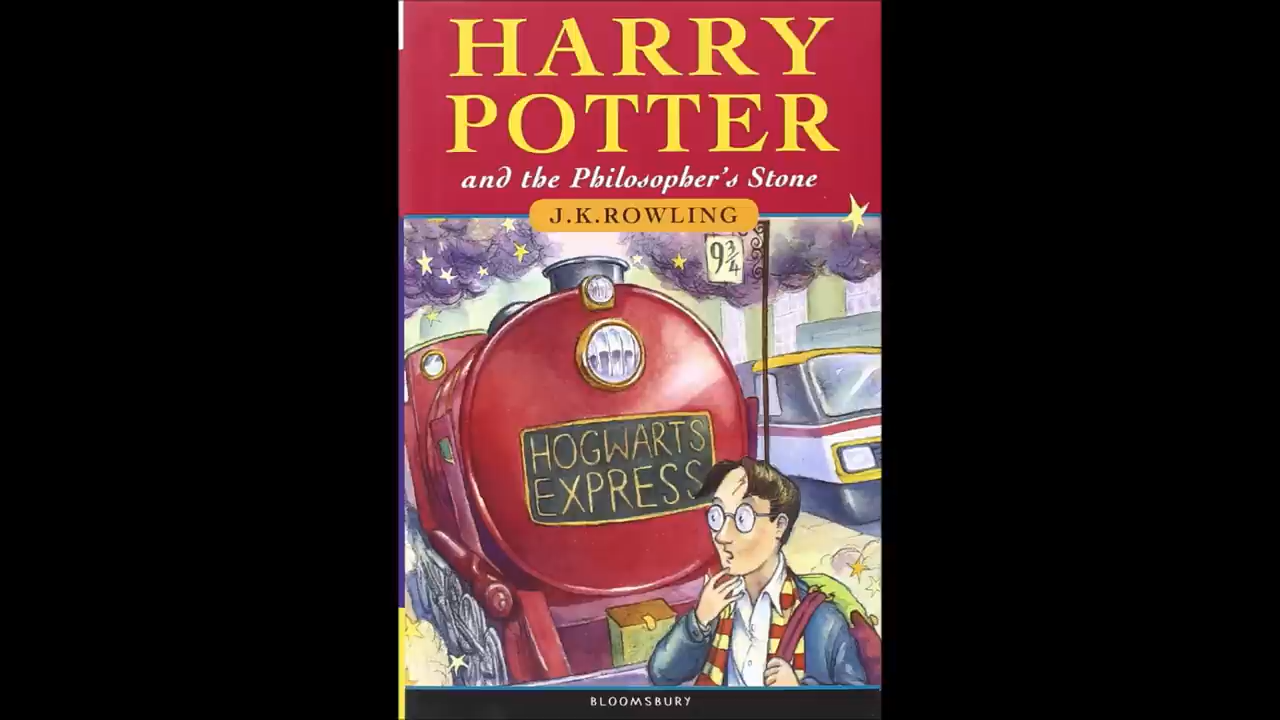 HARRY
POTTER
and the Philosopher's Stone
J.K.ROWLING
9¾
HOGWARTS
EXPRESS
BLOOMSBURY